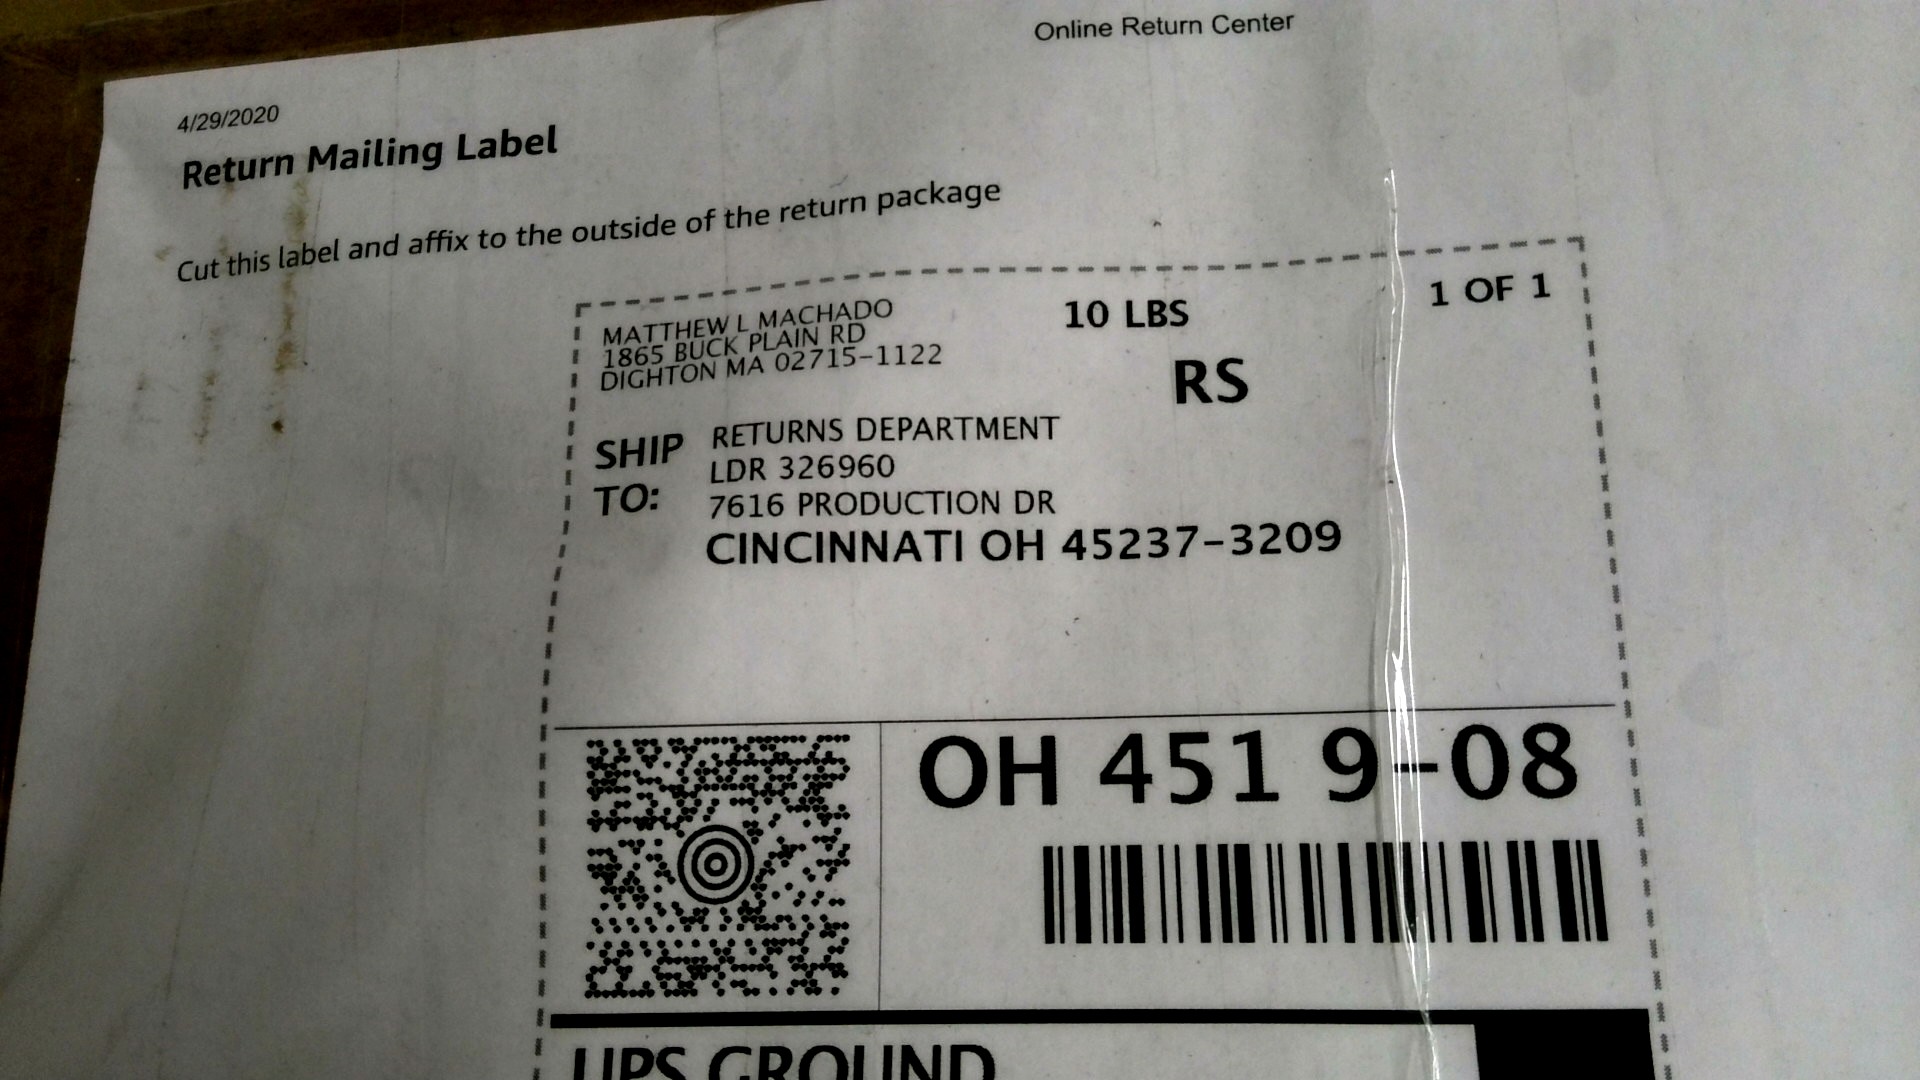 Online Return Center
4/29/2020
Return Mailing Label
Cut this label and affix to the outside of the return package
MATTHEW L MACHADO
1865 BUCK PLAIN RD
DIGHTON MA 02715-1122
10 LBS
1 OF 1
RS
SHIP TO:
RETURNS DEPARTMENT
LDR 326960
7616 PRODUCTION DR
CINCINNATI OH 45237-3209
OH 451 9-08
UPS GROUND